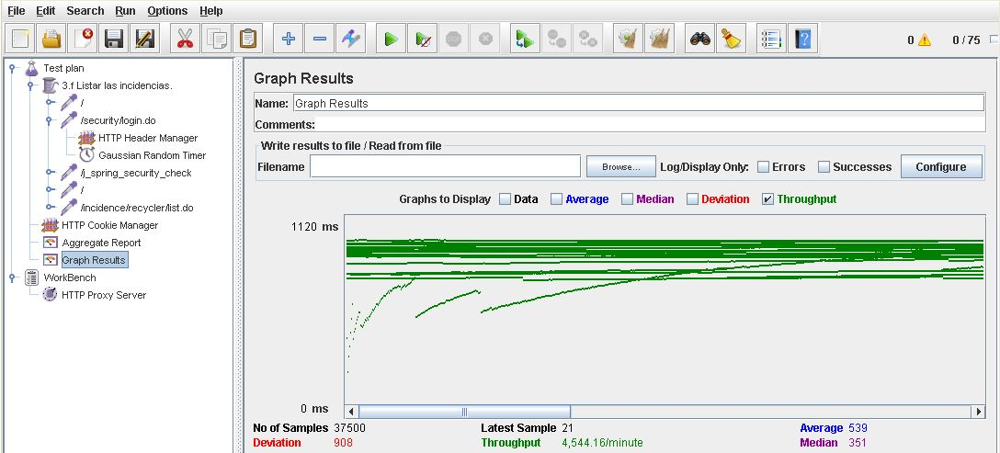 File Edit Search Run Options Help
0 0 / 75
Test plan
3.f Listar las incidencias.
/
/security/login.do
HTTP Header Manager
Gaussian Random Timer
/j_spring_security_check
/
/incidence/recycler/list.do
HTTP Cookie Manager
Aggregate Report
Graph Results
WorkBench
HTTP Proxy Server
Graph Results
Name: Graph Results
Comments:
Write results to file / Read from file
Filename Browse... Log/Display Only: Errors Successes Configure
Graphs to Display Data Average Median Deviation Throughput
1120 ms
0 ms
No of Samples 37500 Latest Sample 21 Average 539
Deviation 908 Throughput 4,544.16/minute Median 351